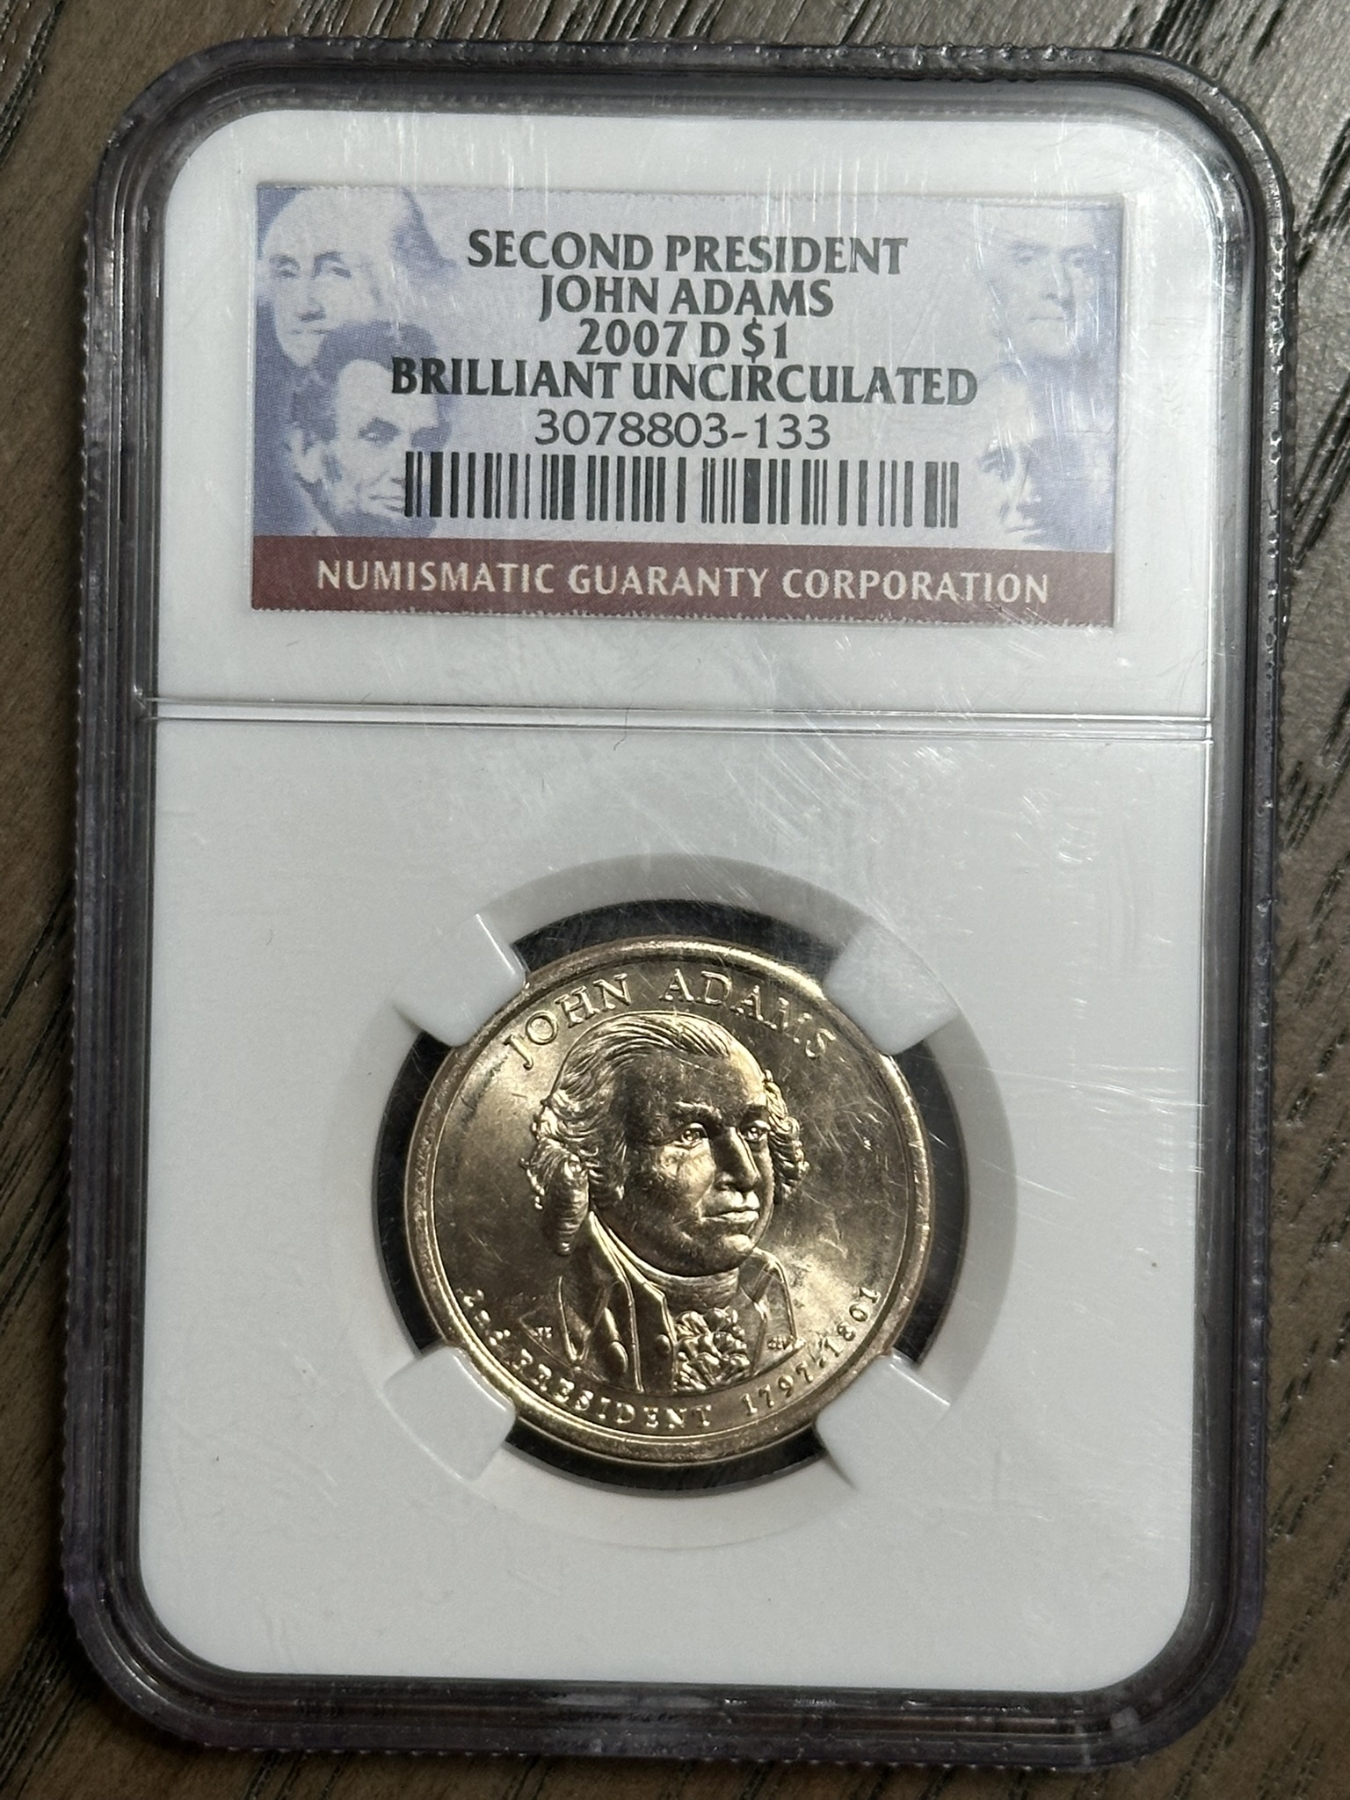 SECOND PRESIDENT
JOHN ADAMS
2007 D $1
BRILLIANT UNCIRCULATED
3078803-133
NUMISMATIC GUARANTY CORPORATION
JOHN ADAMS
2nd PRESIDENT 1797-1801